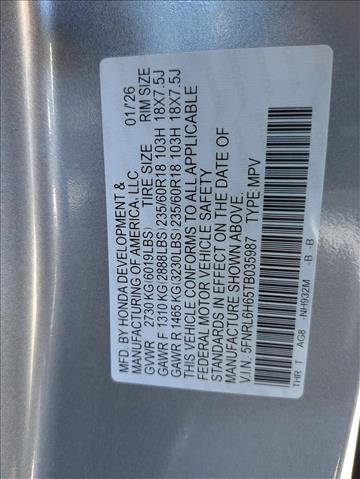 MFD. BY HONDA DEVELOPMENT &
MANUFACTURING OF AMERICA, LLC 01/26
GVWR 2730 KG (6019LBS) TIRE SIZE RIM SIZE
GAWR F 1310 KG (2888LBS) 235/60R18 103H 18X7.5J
GAWR R 1465 KG (3230LBS) 235/60R18 103H 18X7.5J
THIS VEHICLE CONFORMS TO ALL APPLICABLE
FEDERAL MOTOR VEHICLE SAFETY
STANDARDS IN EFFECT ON THE DATE OF
MANUFACTURE SHOWN ABOVE.
V.I.N.: 5FNRL6H65TB035987 TYPE:MPV
THR T AG8 -NH932M B -B